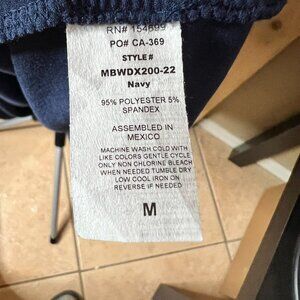 RN# 154699
PO# CA-369
STYLE#
MBWDX200-22
Navy
95% POLYESTER 5%
SPANDEX
ASSEMBLED IN
MEXICO
MACHINE WASH COLD WITH
LIKE COLORS GENTLE CYCLE
ONLY NON CHLORINE BLEACH
WHEN NEEDED TUMBLE DRY
LOW COOL IRON ON
REVERSE IF NEEDED
M